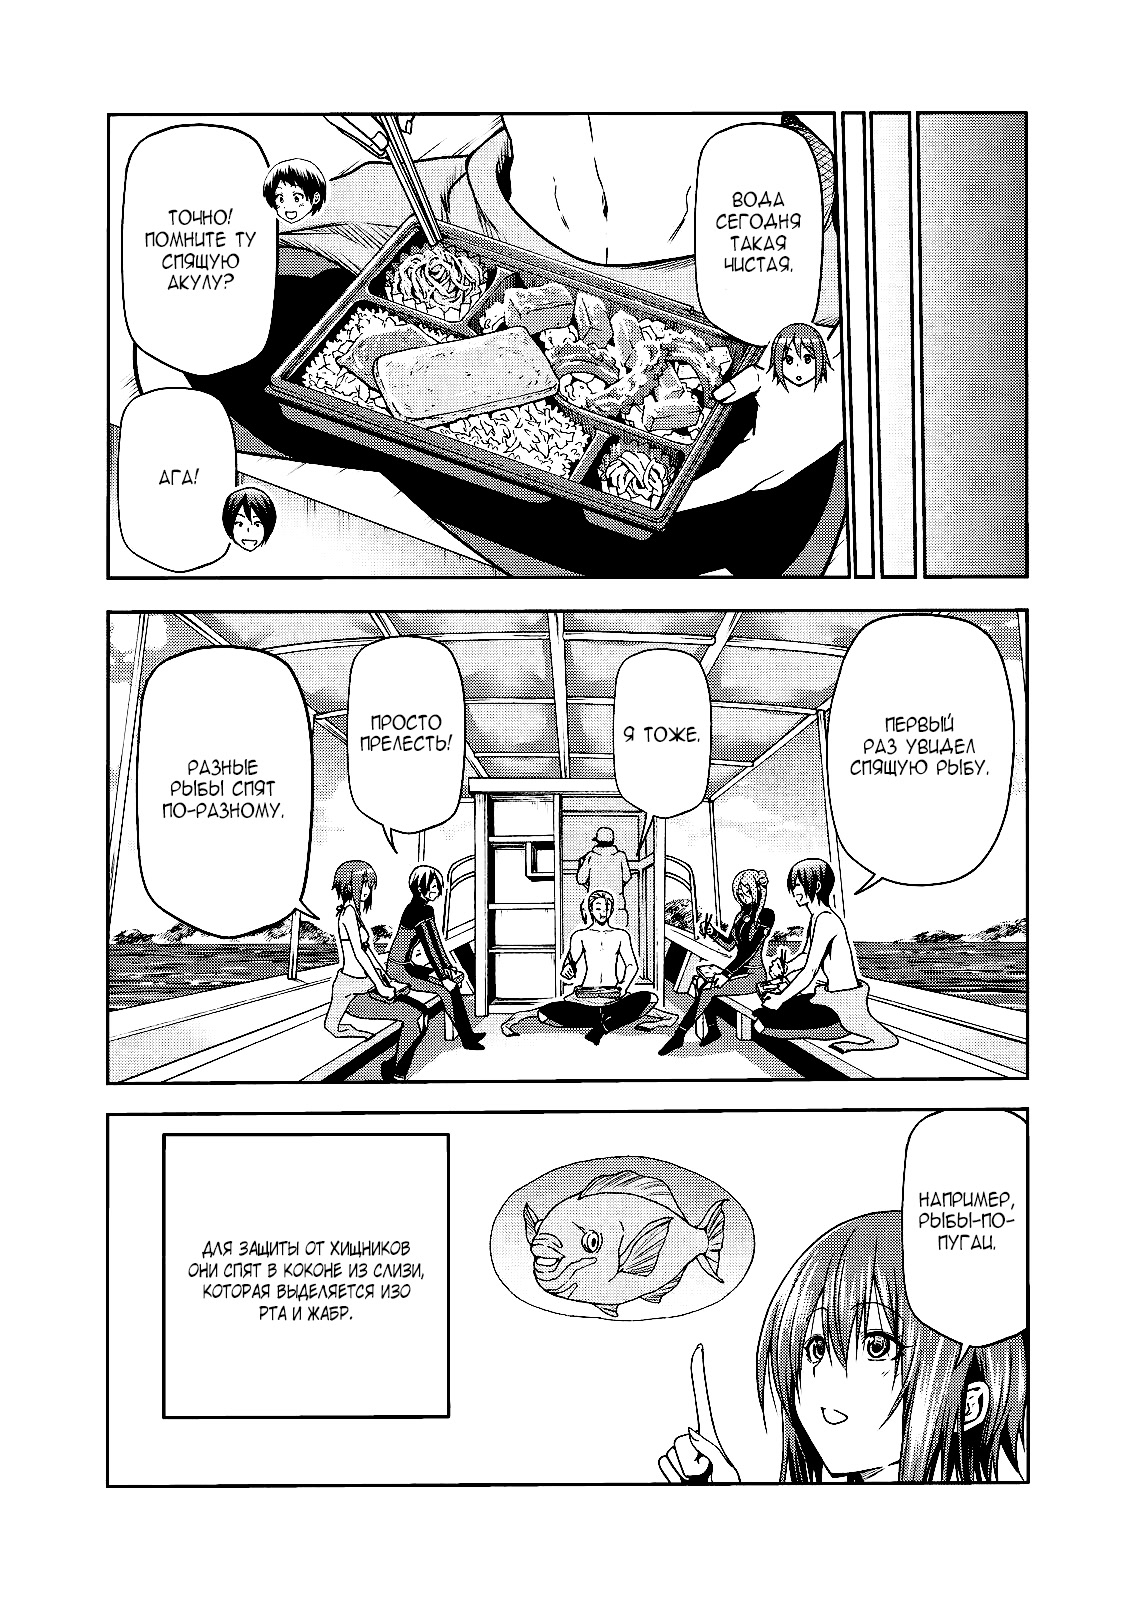 ВОДА
СЕГОДНЯ
ТАКАЯ
ЧИСТАЯ.
ТОЧНО!
ПОМНИТЕ ТУ
СПЯЩУЮ
АКУЛУ?
АГА!
ПЕРВЫЙ
РАЗ УВИДЕЛ
СПЯЩУЮ РЫБУ.
Я ТОЖЕ.
ПРОСТО
ПРЕЛЕСТЬ!
РАЗНЫЕ
РЫБЫ СПЯТ
ПО-РАЗНОМУ.
НАПРИМЕР,
РЫБЫ-ПО-
ПУГАИ.
ДЛЯ ЗАЩИТЫ ОТ ХИЩНИКОВ
ОНИ СПЯТ В КОКОНЕ ИЗ СЛИЗИ,
КОТОРАЯ ВЫДЕЛЯЕТСЯ ИЗО
РТА И ЖАБР.